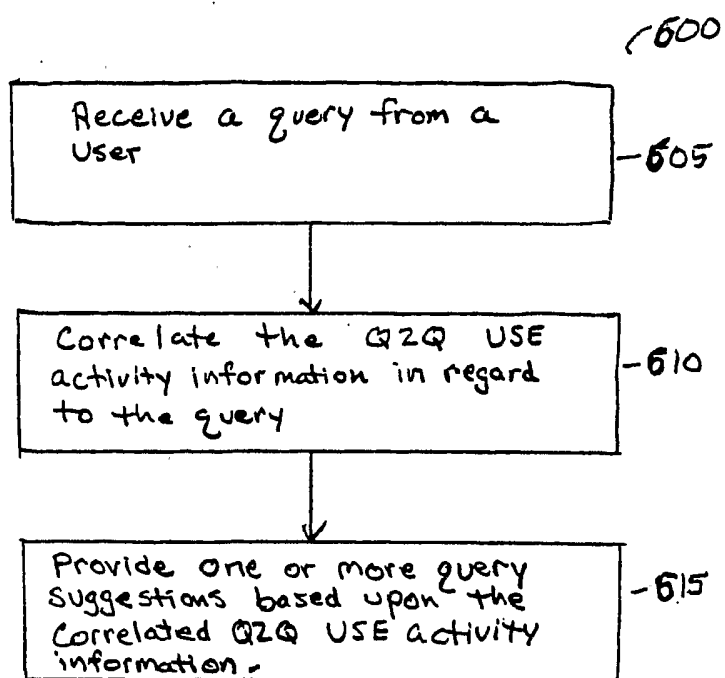 600
Receive a query from a
User
605
Correlate the Q2Q USE
activity information in regard
to the query
610
Provide one or more query
suggestions based upon the
Correlated Q2Q USE activity
information.
615